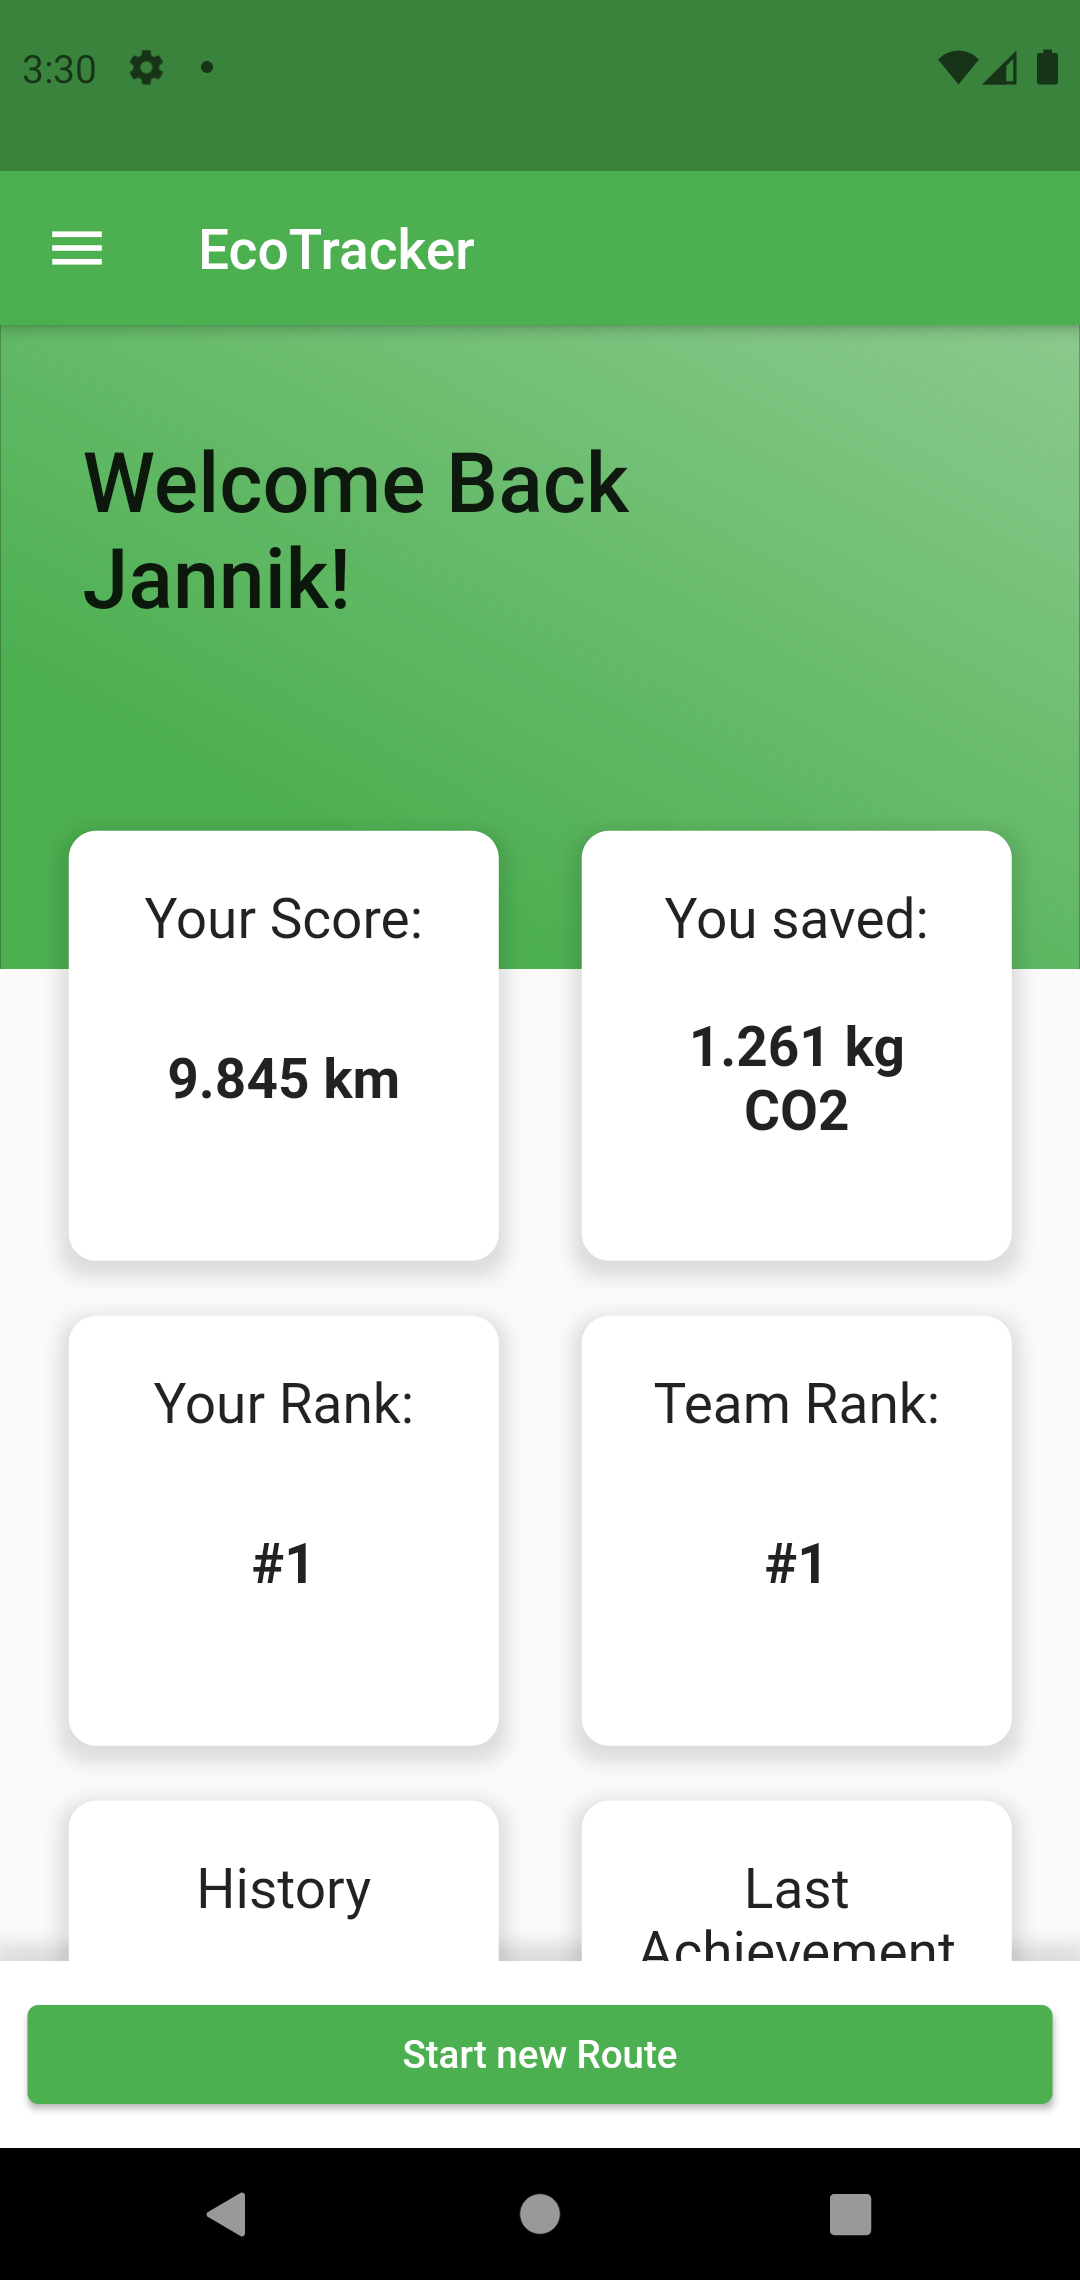 3:30
EcoTracker
Welcome Back
Jannik!
Your Score:
9.845 km
You saved:
1.261 kg
CO2
Your Rank:
#1
Team Rank:
#1
History
Last
Achievement
Start new Route